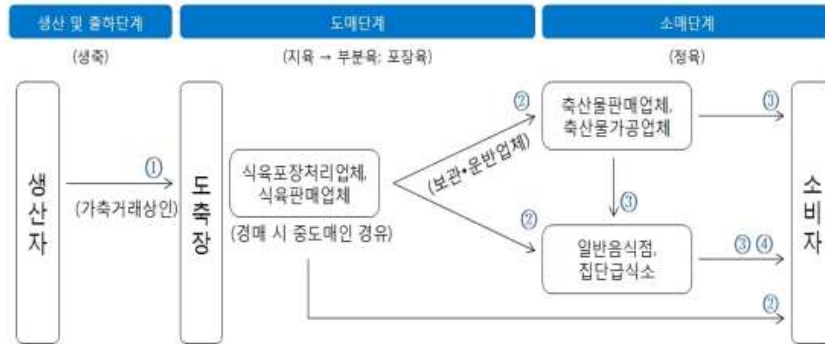 생산 및 출하단계
도매단계
소매단계
(생축)
(지육 → 부분육; 포장육)
(정육)
생산자
①
(가축거래상인)
도축장
식육포장처리업체,
식육판매업체
(경매 시 중도매인 경유)
②
(보관•운반업체)
②
축산물판매업체,
축산물가공업체
③
③
일반음식점,
집단급식소
③ ④
②
소비자